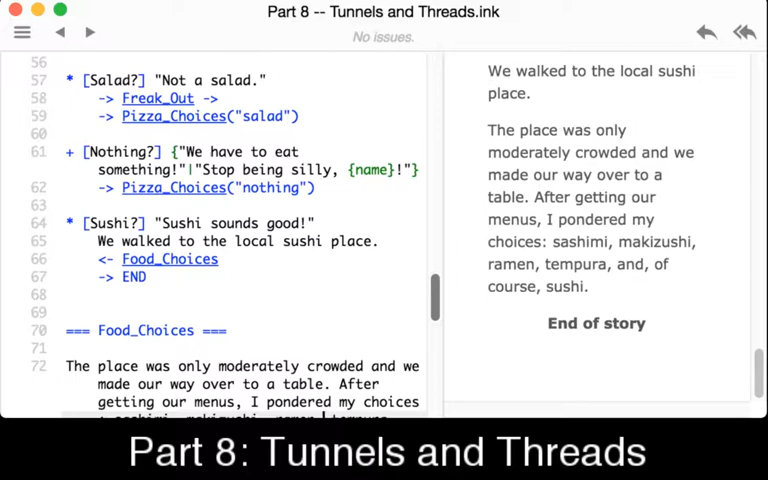 Part 8 -- Tunnels and Threads.ink
No issues.
56
57 * [Salad?] "Not a salad."
58 -> Freak_Out ->
59 -> Pizza_Choices("salad")
60
61 + [Nothing?] {"We have to eat
something!"|"Stop being silly, {name}!"}
62 -> Pizza_Choices("nothing")
63
64 * [Sushi?] "Sushi sounds good!"
65 We walked to the local sushi place.
66 <- Food_Choices
67 -> END
68
69
70 === Food_Choices ===
71
72 The place was only moderately crowded and we
made our way over to a table. After
getting our menus, I pondered my choices
: sashimi, makizushi, ramen, tempura
We walked to the local sushi
place.
The place was only
moderately crowded and we
made our way over to a
table. After getting our
menus, I pondered my
choices: sashimi, makizushi,
ramen, tempura, and, of
course, sushi.
End of story
Part 8: Tunnels and Threads